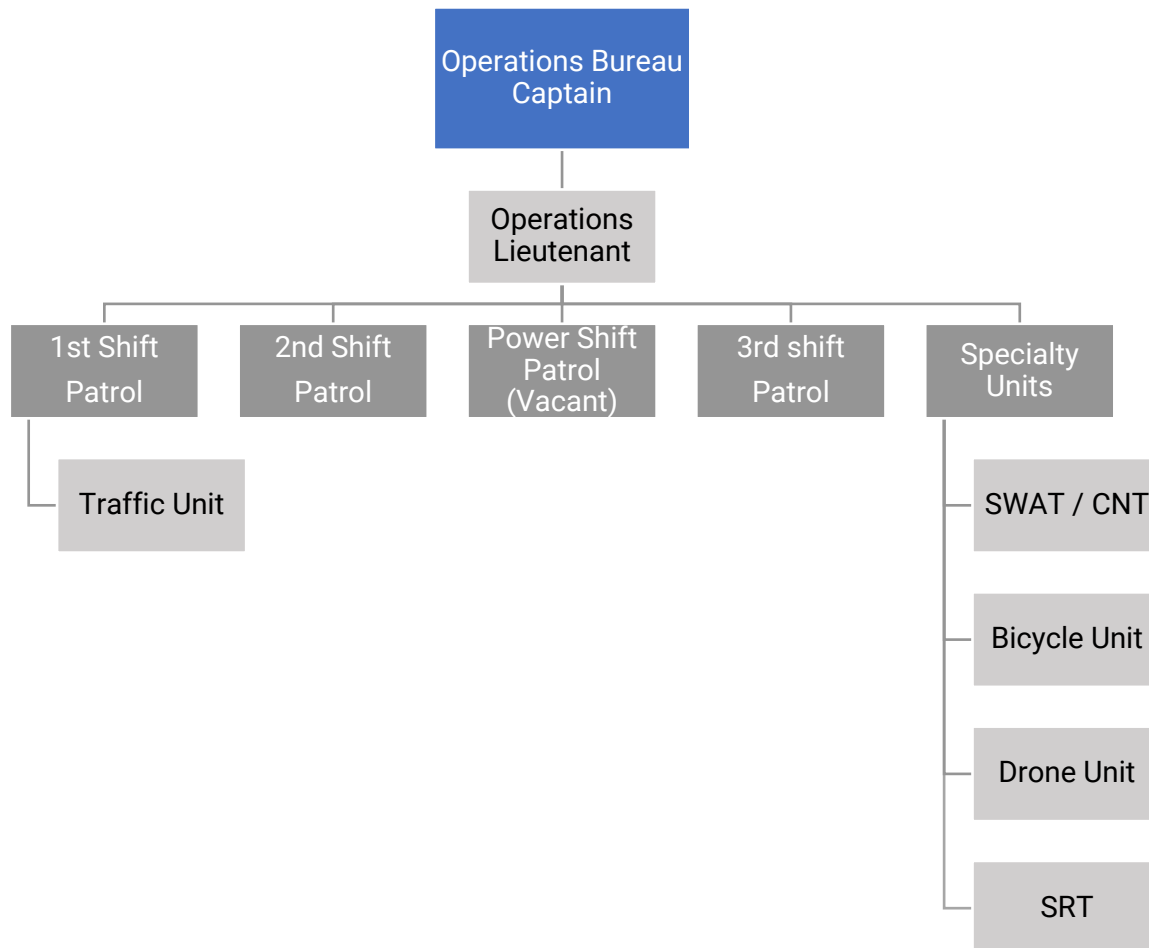 Operations Bureau
Captain
Operations
Lieutenant
1st Shift
Patrol
2nd Shift
Patrol
Power Shift
Patrol
(Vacant)
3rd shift
Patrol
Specialty
Units
Traffic Unit
SWAT / CNT
Bicycle Unit
Drone Unit
SRT